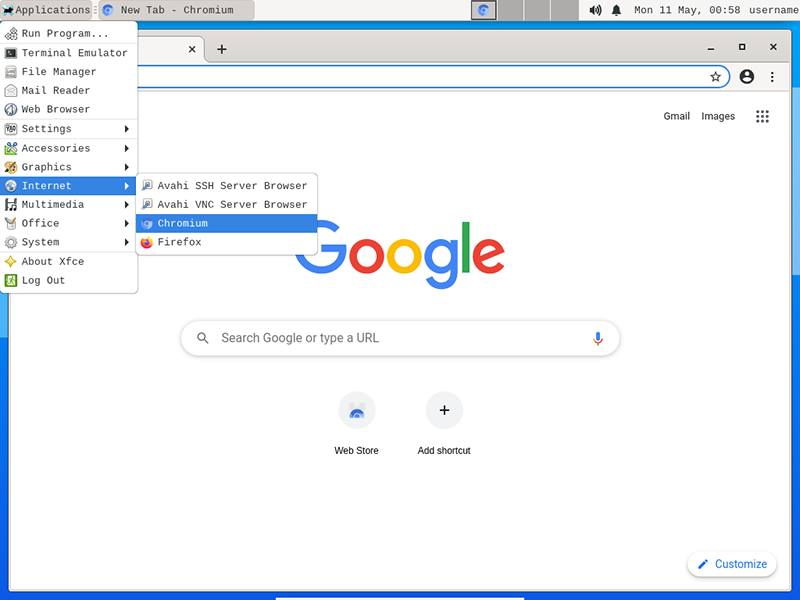 Applications
New Tab - Chromium
Mon 11 May, 00:58
username
Run Program...
Terminal Emulator
File Manager
Mail Reader
Web Browser
Settings
Accessories
Graphics
Internet
Multimedia
Office
System
About Xfce
Log Out
Avahi SSH Server Browser
Avahi VNC Server Browser
Chromium
Firefox
Gmail
Images
Google
Search Google or type a URL
Web Store
Add shortcut
Customize